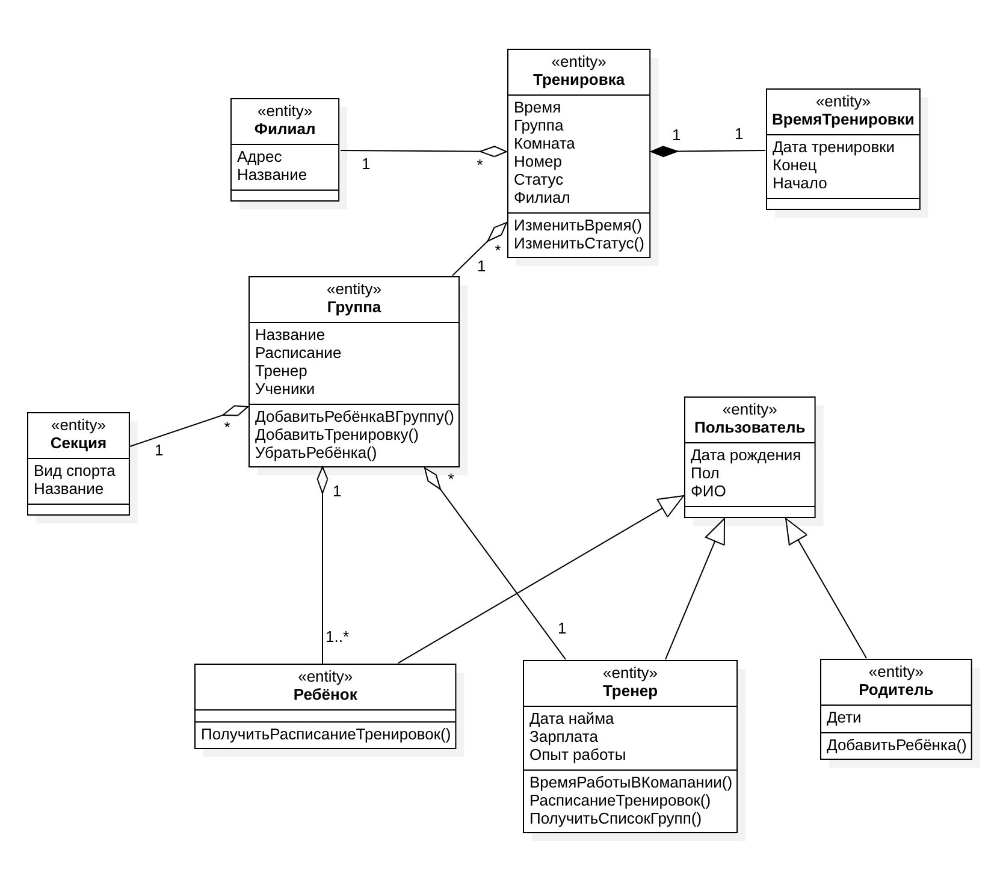 «entity»
Тренировка
Время
Группа
Комната
Номер
Статус
Филиал
ИзменитьВремя()
ИзменитьСтатус()
«entity»
Филиал
Адрес
Название
1
*
«entity»
ВремяТренировки
Дата тренировки
Конец
Начало
1
1
*
1
«entity»
Группа
Название
Расписание
Тренер
Ученики
ДобавитьРебёнкаВГруппу()
ДобавитьТренировку()
УбратьРебёнка()
«entity»
Секция
Вид спорта
Название
*
1
«entity»
Пользователь
Дата рождения
Пол
ФИО
1
*
1..*
1
«entity»
Ребёнок
ПолучитьРасписаниеТренировок()
«entity»
Тренер
Дата найма
Зарплата
Опыт работы
ВремяРаботыВКомапании()
РасписаниеТренировок()
ПолучитьСписокГрупп()
«entity»
Родитель
Дети
ДобавитьРебёнка()